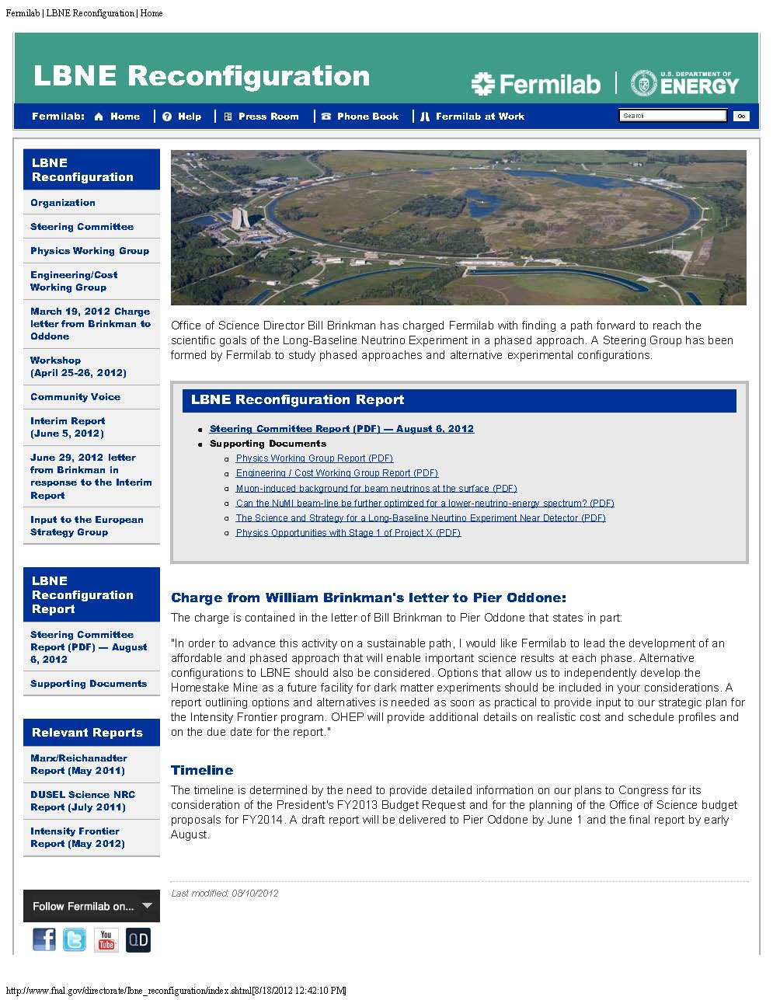 Fermilab | LBNE Reconfiguration | Home
LBNE Reconfiguration
Fermilab
U.S. DEPARTMENT OF
ENERGY
Fermilab: Home Help Press Room Phone Book Fermilab at Work Search Go
LBNE
Reconfiguration
Organization
Steering Committee
Physics Working Group
Engineering/Cost
Working Group
March 19, 2012 Charge
letter from Brinkman to
Oddone
Workshop
(April 25-26, 2012)
Community Voice
Interim Report
(June 5, 2012)
June 29, 2012 letter
from Brinkman in
response to the Interim
Report
Input to the European
Strategy Group
LBNE
Reconfiguration
Report
Steering Committee
Report (PDF) — August
6, 2012
Supporting Documents
Relevant Reports
Marx/Reichanadter
Report (May 2011)
DUSEL Science NRC
Report (July 2011)
Intensity Frontier
Report (May 2012)
Follow Fermilab on...
f
t
You
Tube
QD
Office of Science Director Bill Brinkman has charged Fermilab with finding a path forward to reach the
scientific goals of the Long-Baseline Neutrino Experiment in a phased approach. A Steering Group has been
formed by Fermilab to study phased approaches and alternative experimental configurations.
LBNE Reconfiguration Report
Steering Committee Report (PDF) — August 6, 2012
Supporting Documents
Physics Working Group Report (PDF)
Engineering / Cost Working Group Report (PDF)
Muon-induced background for beam neutrinos at the surface (PDF)
Can the NuMI beam-line be further optimized for a lower-neutrino-energy spectrum? (PDF)
The Science and Strategy for a Long-Baseline Neurtino Experiment Near Detector (PDF)
Physics Opportunities with Stage 1 of Project X (PDF)
Charge from William Brinkman's letter to Pier Oddone:
The charge is contained in the letter of Bill Brinkman to Pier Oddone that states in part:
"In order to advance this activity on a sustainable path, I would like Fermilab to lead the development of an
affordable and phased approach that will enable important science results at each phase. Alternative
configurations to LBNE should also be considered. Options that allow us to independently develop the
Homestake Mine as a future facility for dark matter experiments should be included in your considerations. A
report outlining options and alternatives is needed as soon as practical to provide input to our strategic plan for
the Intensity Frontier program. OHEP will provide additional details on realistic cost and schedule profiles and
on the due date for the report."
Timeline
The timeline is determined by the need to provide detailed information on our plans to Congress for its
consideration of the President's FY2013 Budget Request and for the planning of the Office of Science budget
proposals for FY2014. A draft report will be delivered to Pier Oddone by June 1 and the final report by early
August.
Last modified: 08/10/2012
http://www.fnal.gov/directorate/lbne_reconfiguration/index.shtml[8/18/2012 12:42:10 PM]